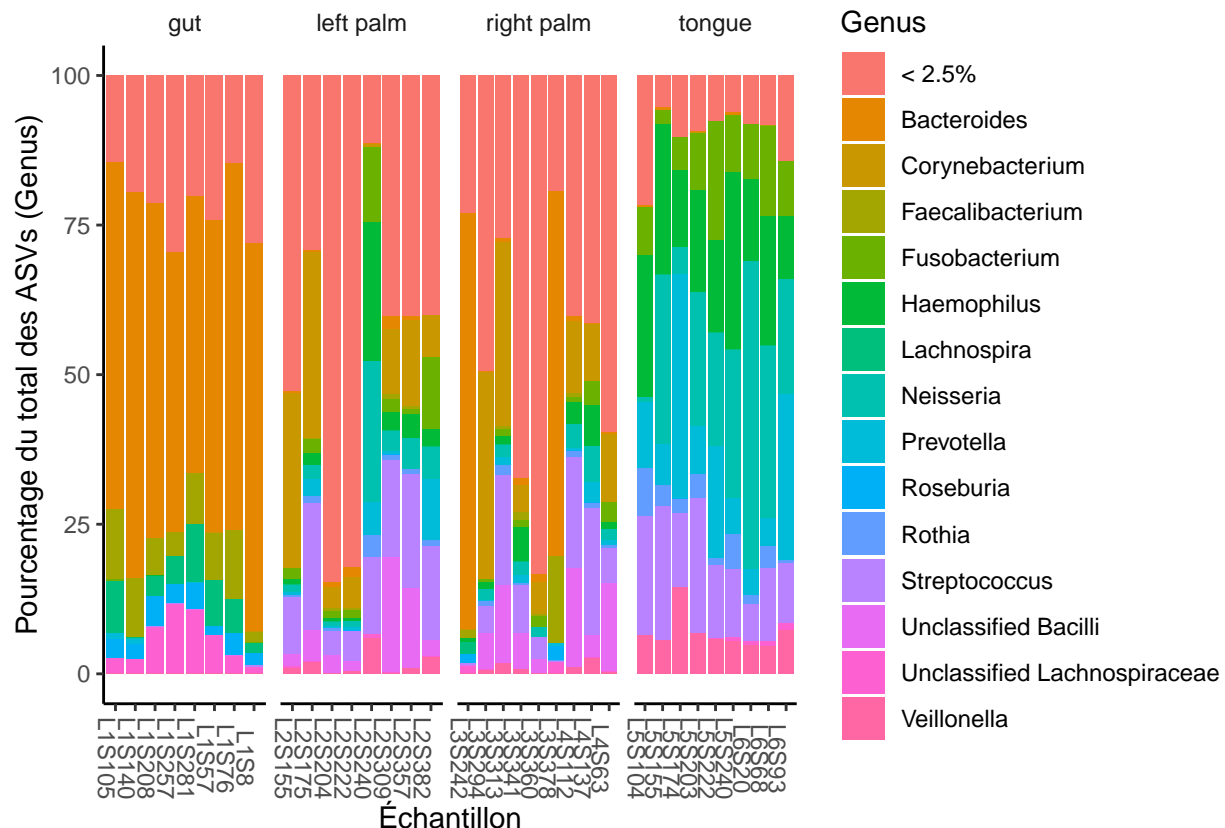 gut
left palm
right palm
tongue
Pourcentage du total des ASVs (Genus)
100
75
50
25
0
L1S105
L1S140
L1S208
L1S257
L1S281
L1S57
L1S76
L1S8
L2S155
L2S175
L2S204
L2S222
L2S240
L2S309
L2S357
L2S382
L3S242
L3S294
L3S313
L3S341
L3S360
L3S378
L4S112
L4S137
L4S63
L5S104
L5S155
L5S174
L5S203
L5S222
L5S240
L6S20
L6S68
L6S93
Échantillon
Genus
< 2.5%
Bacteroides
Corynebacterium
Faecalibacterium
Fusobacterium
Haemophilus
Lachnospira
Neisseria
Prevotella
Roseburia
Rothia
Streptococcus
Unclassified Bacilli
Unclassified Lachnospiraceae
Veillonella